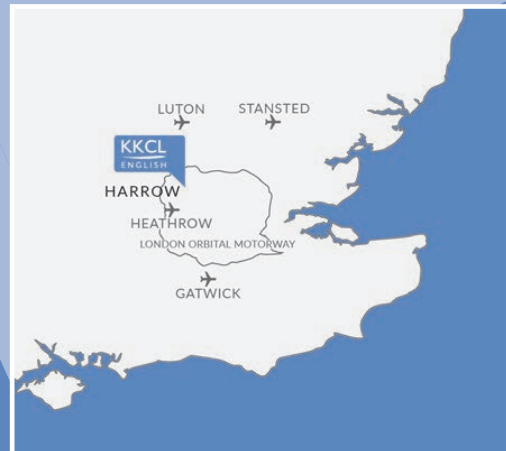 LUTON
STANSTED
KKCL
ENGLISH
HARROW
HEATHROW
LONDON ORBITAL MOTORWAY
GATWICK